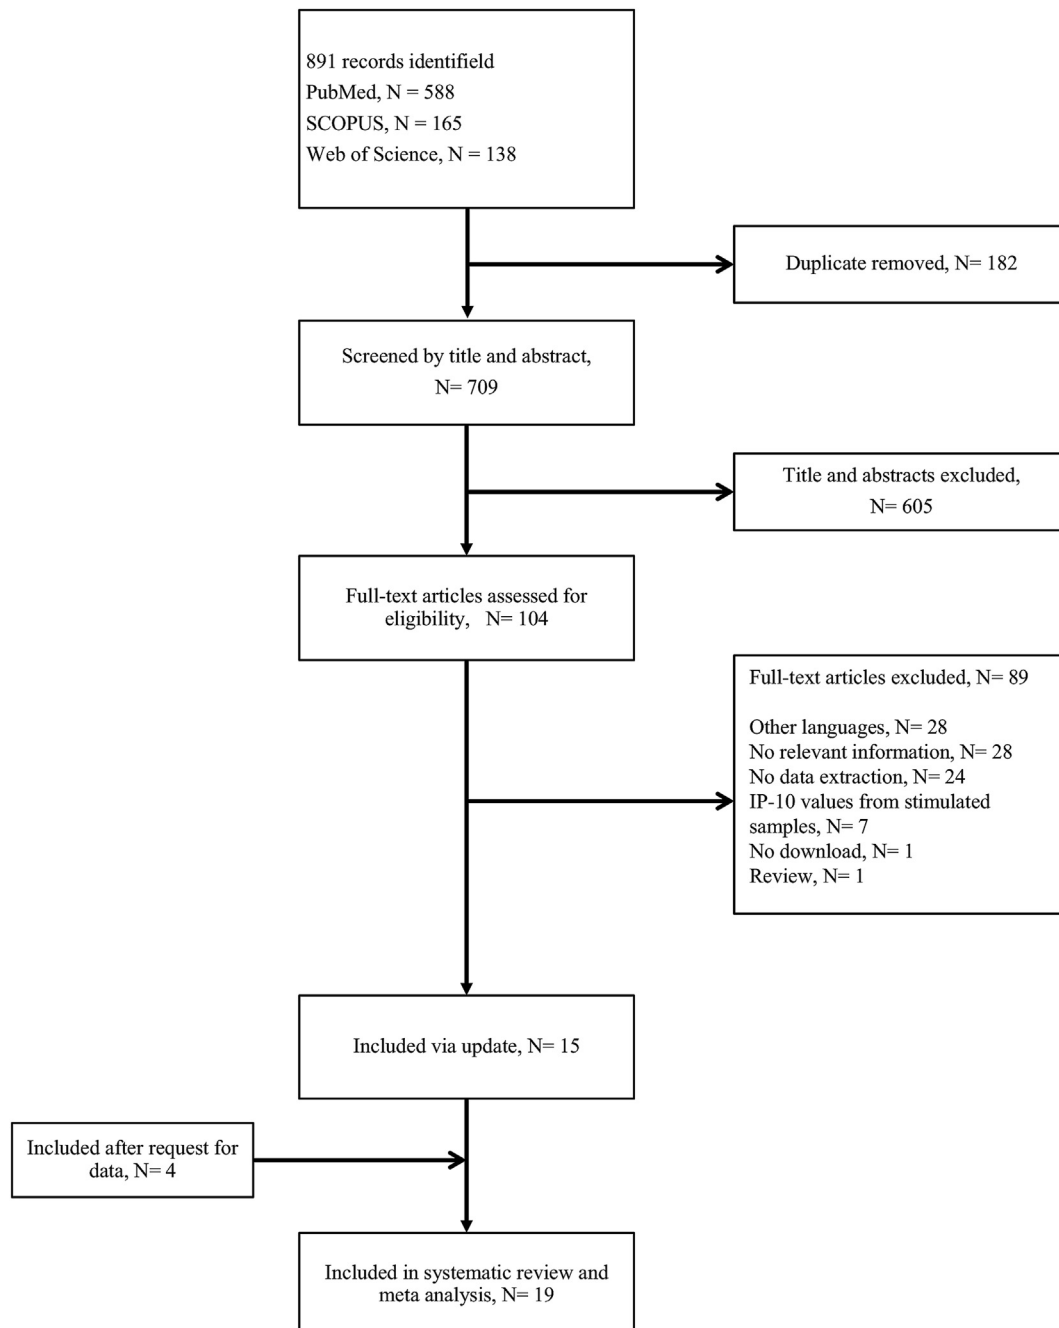 891 records identifield
PubMed, N = 588
SCOPUS, N = 165
Web of Science, N = 138
Duplicate removed, N= 182
Screened by title and abstract,
N= 709
Title and abstracts excluded,
N= 605
Full-text articles assessed for
eligibility, N= 104
Full-text articles excluded, N= 89
Other languages, N= 28
No relevant information, N= 28
No data extraction, N= 24
IP-10 values from stimulated
samples, N= 7
No download, N= 1
Review, N= 1
Included via update, N= 15
Included after request for
data, N= 4
Included in systematic review and
meta analysis, N= 19